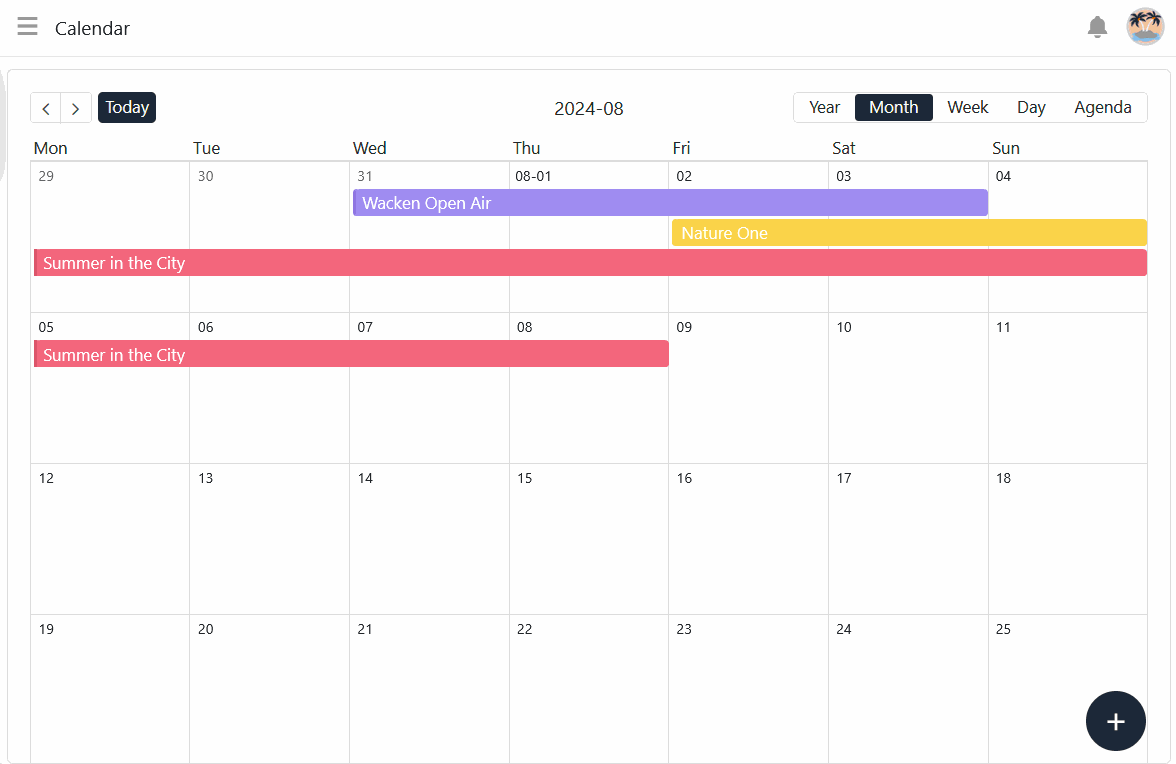 Calendar
Today 2024-08 Year Month Week Day Agenda
Mon Tue Wed Thu Fri Sat Sun
29 30 31 08-01 02 03 04
Wacken Open Air
Nature One
Summer in the City
05 06 07 08 09 10 11
Summer in the City
12 13 14 15 16 17 18
19 20 21 22 23 24 25